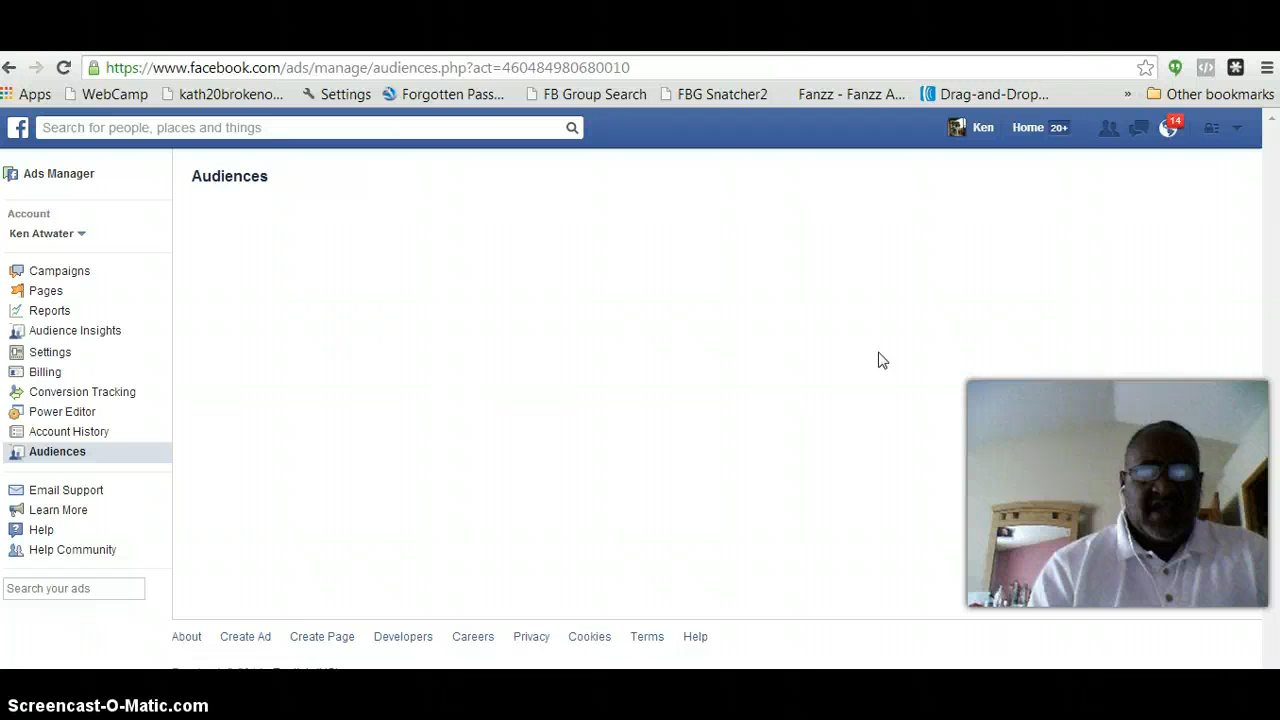 https://www.facebook.com/ads/manage/audiences.php?act=460484980680010
Apps WebCamp kath20brokeno... Settings Forgotten Pass... FB Group Search FBG Snatcher2 Fanzz - Fanzz A... Drag-and-Drop... » Other bookmarks
Search for people, places and things Ken Home 20+ 14
Ads Manager
Audiences
Account
Ken Atwater
Campaigns
Pages
Reports
Audience Insights
Settings
Billing
Conversion Tracking
Power Editor
Account History
Audiences
Email Support
Learn More
Help
Help Community
Search your ads
About Create Ad Create Page Developers Careers Privacy Cookies Terms Help
Screencast-O-Matic.com